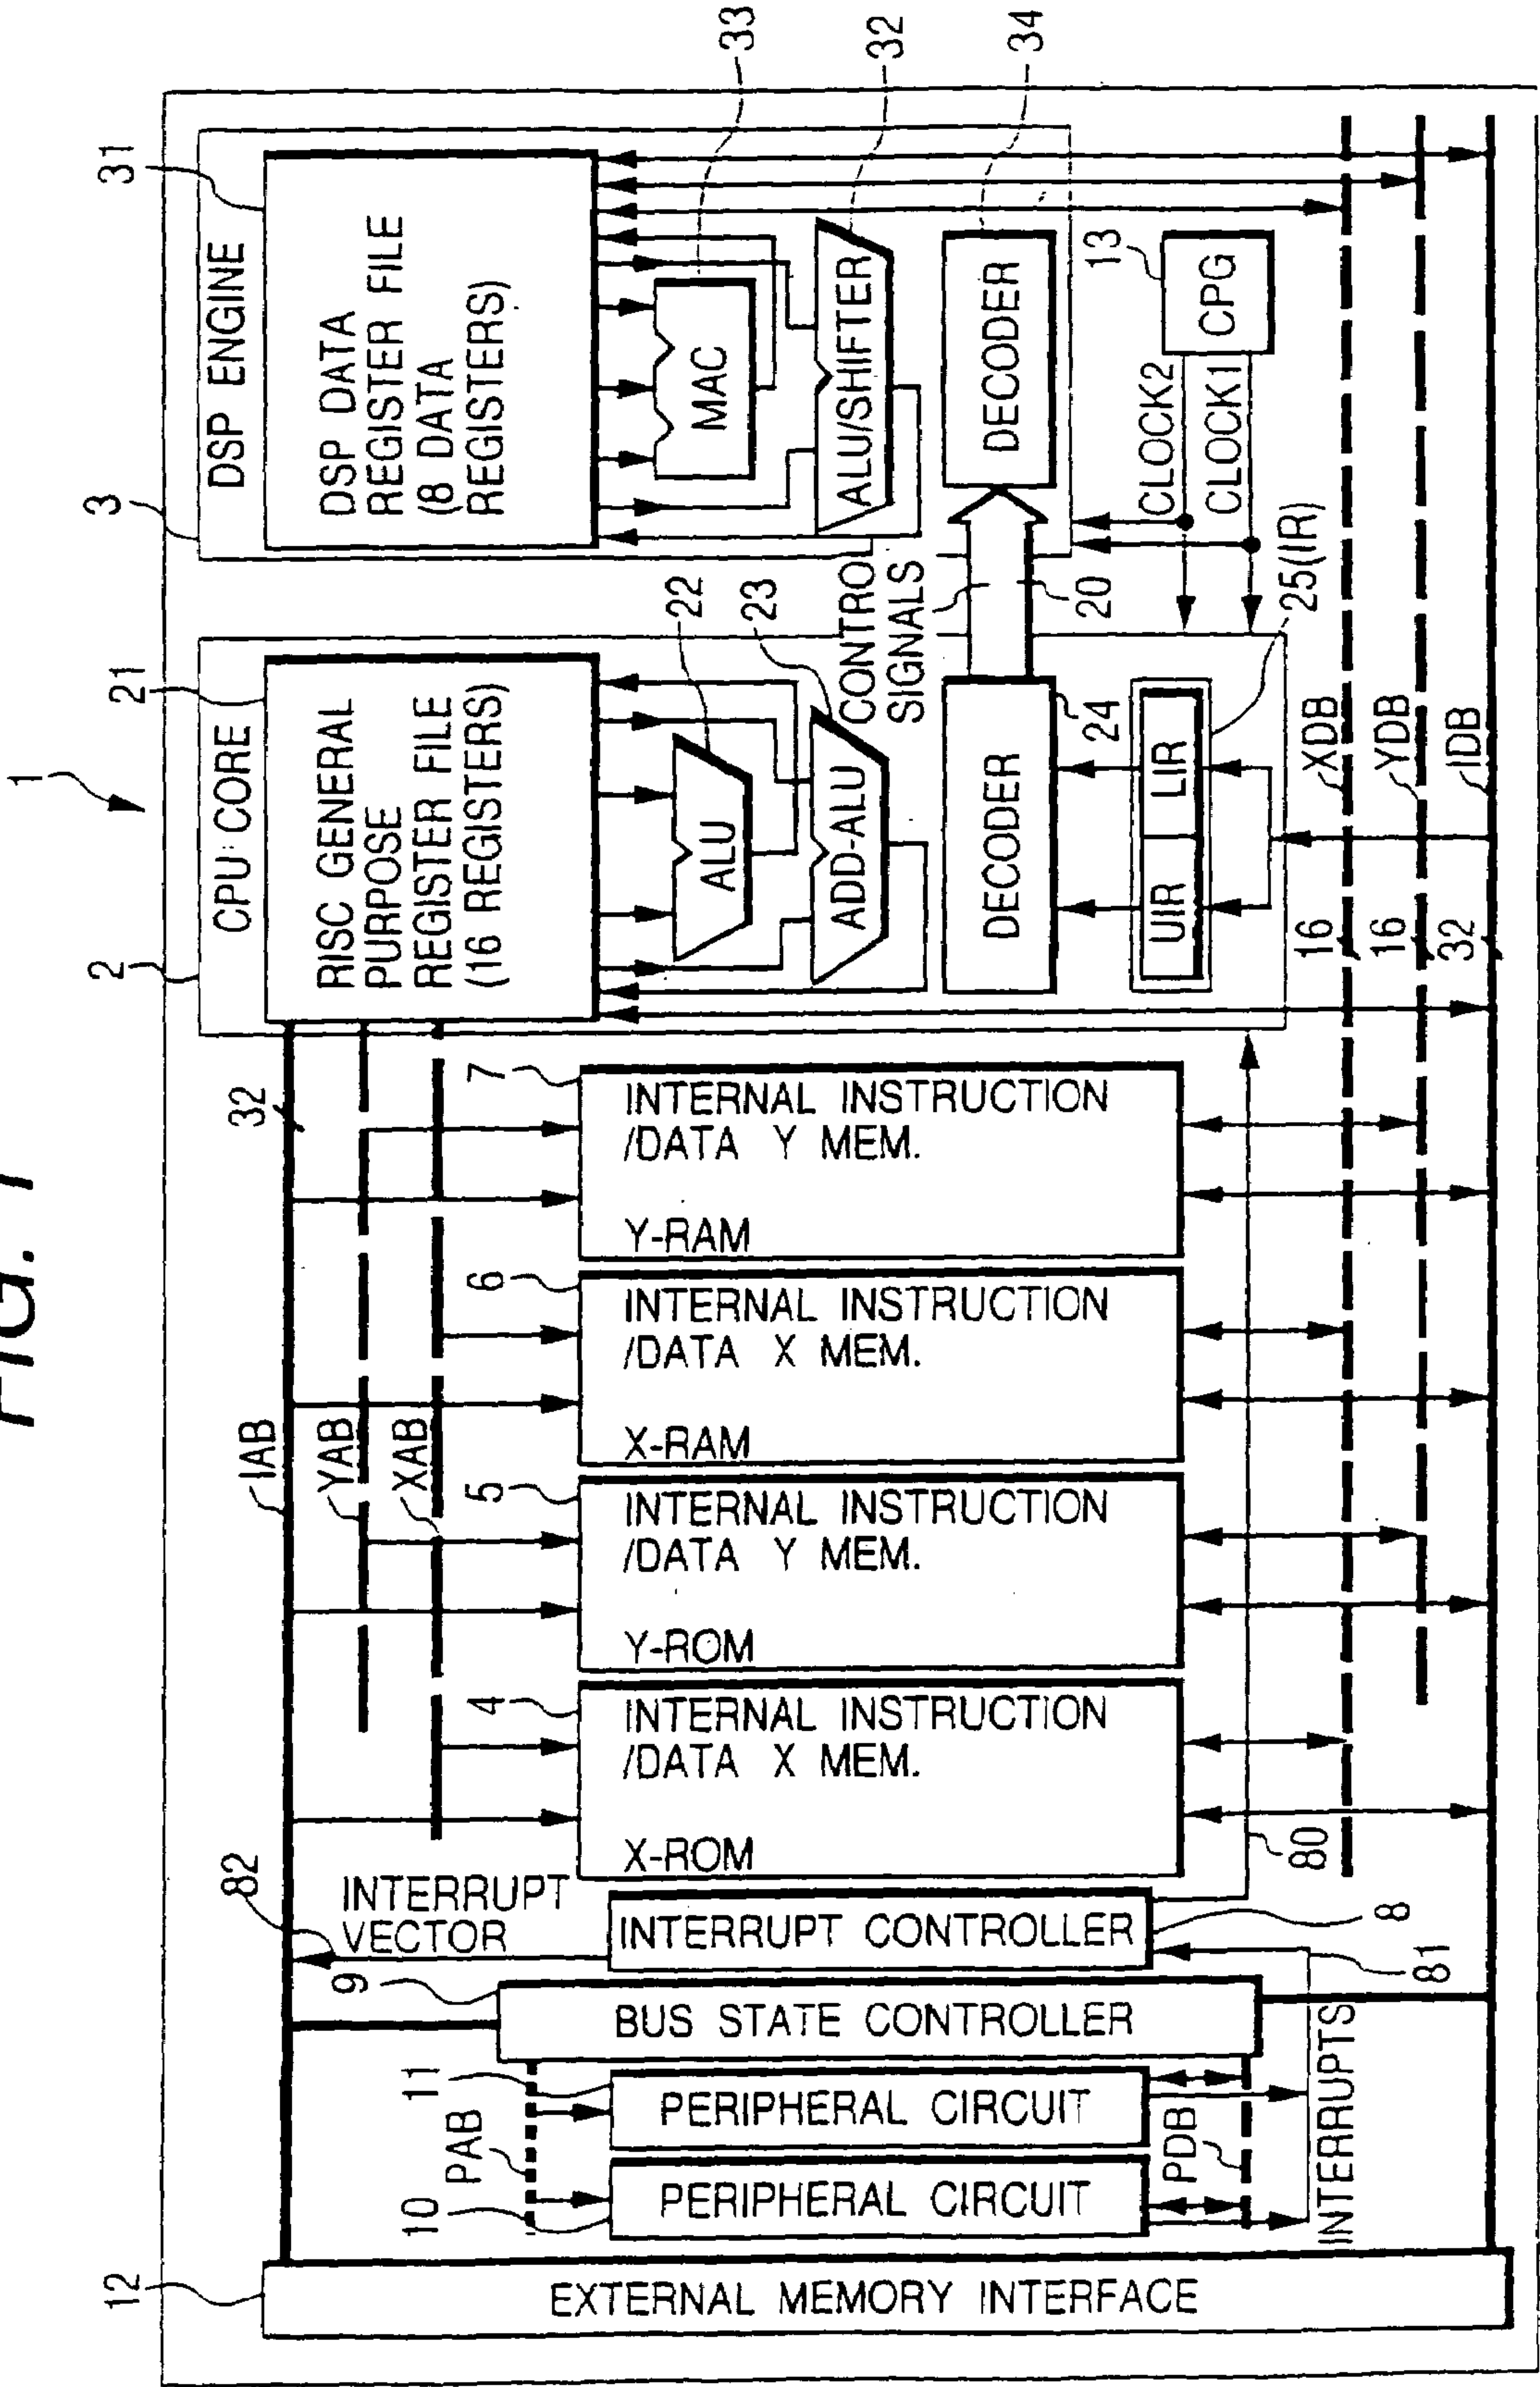 FIG. 1
1
12
EXTERNAL MEMORY INTERFACE
10
PERIPHERAL CIRCUIT
PAB
11
PERIPHERAL CIRCUIT
PDB
INTERRUPTS
9
BUS STATE CONTROLLER
82
INTERRUPT
VECTOR
INTERRUPT CONTROLLER
8
81
80
IAB
YAB
XAB
32
4
INTERNAL INSTRUCTION
/DATA X MEM.
X-ROM
5
INTERNAL INSTRUCTION
/DATA Y MEM.
Y-ROM
6
INTERNAL INSTRUCTION
/DATA X MEM.
X-RAM
7
INTERNAL INSTRUCTION
/DATA Y MEM.
Y-RAM
2
CPU CORE
21
RISC GENERAL
PURPOSE
REGISTER FILE
(16 REGISTERS)
22
ALU
23
ADD-ALU
DECODER
24
UIR
LIR
25(IR)
CONTROL
SIGNALS
20
16
XDB
16
YDB
32
IDB
3
DSP ENGINE
31
DSP DATA
REGISTER FILE
(8 DATA
REGISTERS)
33
MAC
32
ALU/SHIFTER
34
DECODER
13
CPG
CLOCK2
CLOCK1